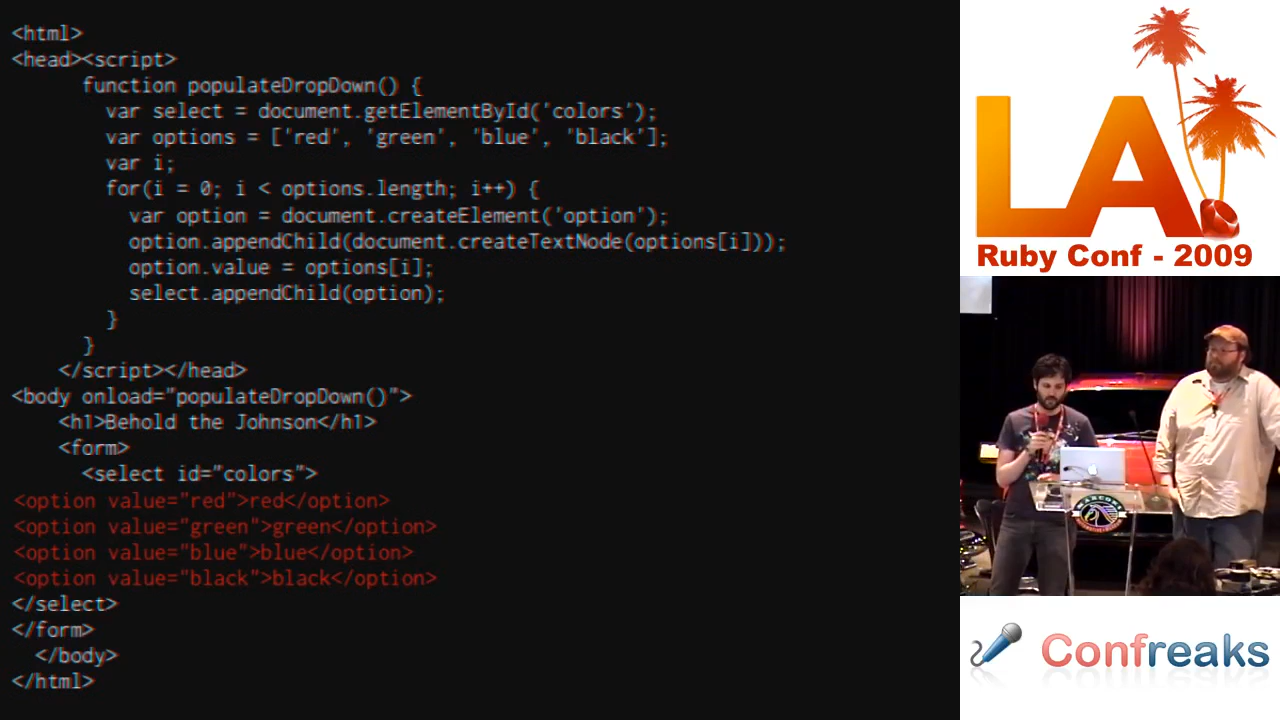 <html>
<head><script>
function populateDropDown() {
var select = document.getElementById('colors');
var options = ['red', 'green', 'blue', 'black'];
var i;
for(i = 0; i < options.length; i++) {
var option = document.createElement('option');
option.appendChild(document.createTextNode(options[i]));
option.value = options[i];
select.appendChild(option);
}
}
</script></head>
<body onload="populateDropDown()">
<h1>Behold the Johnson</h1>
<form>
<select id="colors">
<option value="red">red</option>
<option value="green">green</option>
<option value="blue">blue</option>
<option value="black">black</option>
</select>
</form>
</body>
</html>
LA
Ruby Conf - 2009
MARCONI
Confreaks